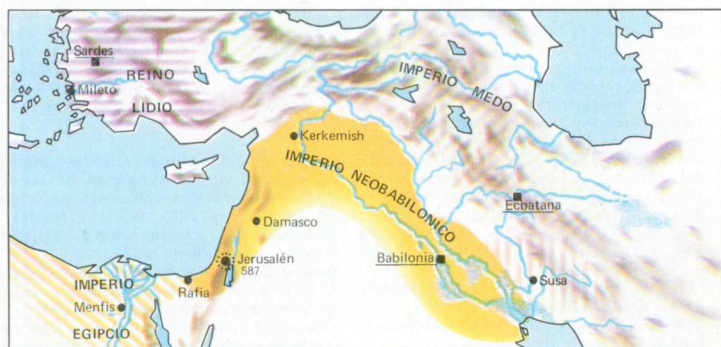 Sardes
REINO
Mileto
LIDIO
IMPERIO MEDO
Kerkemish
IMPERIO NEOBABILONICO
Ecbatana
Damasco
Jerusalén
587
Babilonia
Susa
IMPERIO
Rafia
Menfis
EGIPCIO